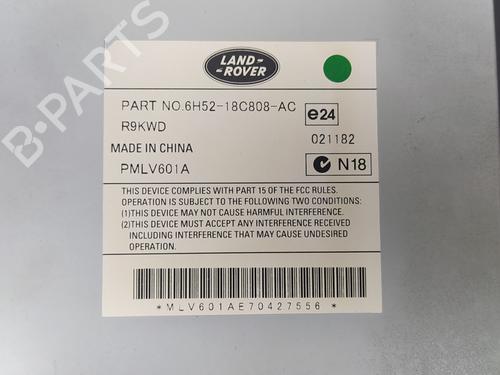 B-PARTS
LAND-
-ROVER
PART NO.6H52-18C808-AC
e24
R9KWD
021182
MADE IN CHINA
PMLV601A
N18
THIS DEVICE COMPLIES WITH PART 15 OF THE FCC RULES.
OPERATION IS SUBJECT TO THE FOLLOWING TWO CONDITIONS:
(1)THIS DEVICE MAY NOT CAUSE HARMFUL INTERFERENCE.
(2)THIS DEVICE MUST ACCEPT ANY INTERFERENCE RECEIVED
INCLUDING INTERFERENCE THAT MAY CAUSE UNDESIRED
OPERATION.
*MLV601AE70427556*